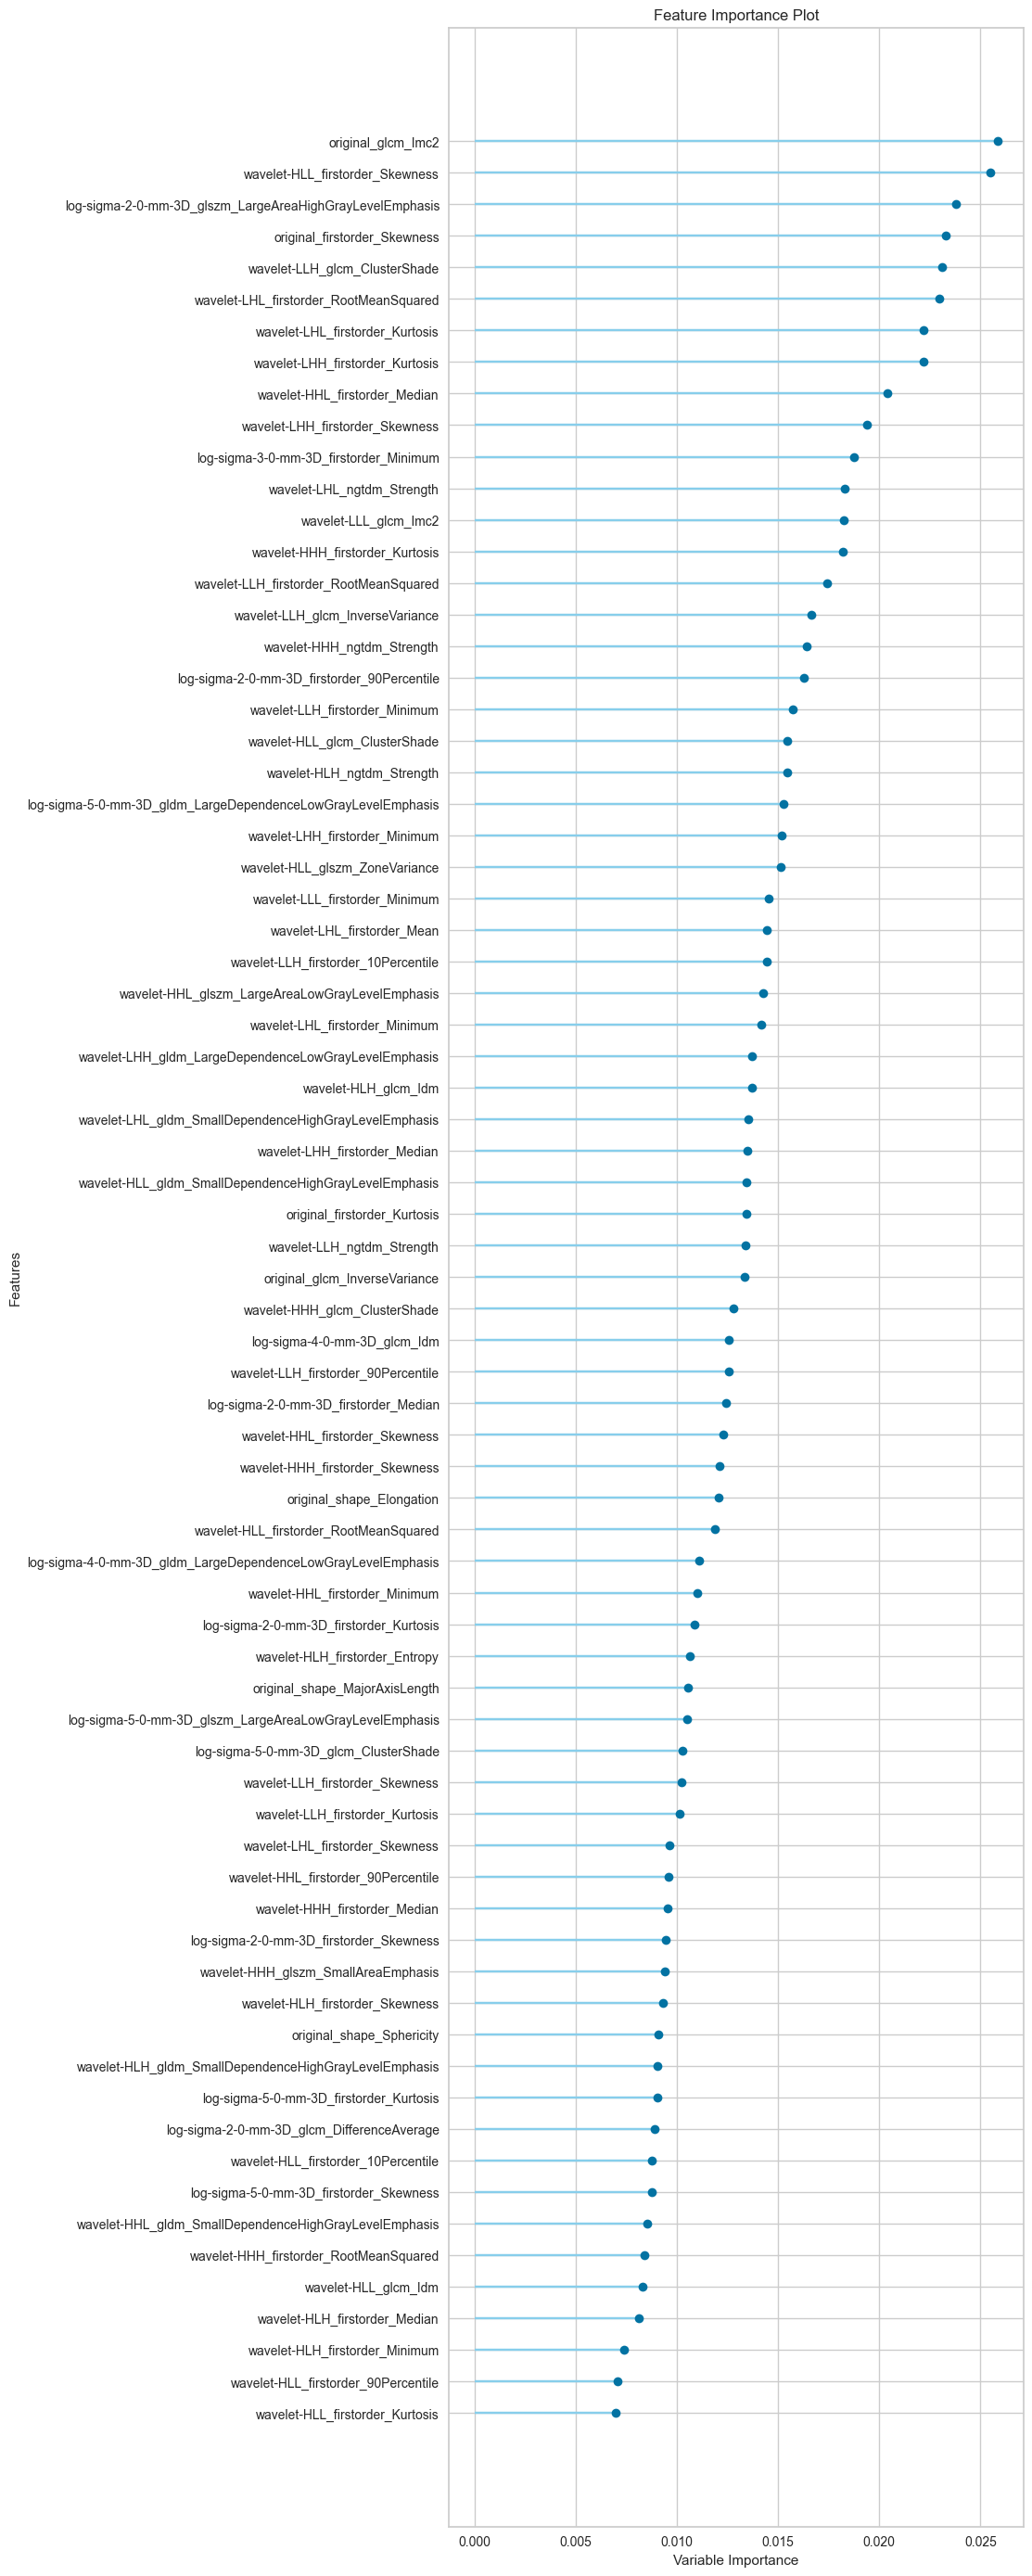 Feature Importance Plot
original_glcm_Imc2
wavelet-HLL_firstorder_Skewness
log-sigma-2-0-mm-3D_glszm_LargeAreaHighGrayLevelEmphasis
original_firstorder_Skewness
wavelet-LLH_glcm_ClusterShade
wavelet-LHL_firstorder_RootMeanSquared
wavelet-LHL_firstorder_Kurtosis
wavelet-LHH_firstorder_Kurtosis
wavelet-HHL_firstorder_Median
wavelet-LHH_firstorder_Skewness
log-sigma-3-0-mm-3D_firstorder_Minimum
wavelet-LHL_ngtdm_Strength
wavelet-LLL_glcm_Imc2
wavelet-HHH_firstorder_Kurtosis
wavelet-LLH_firstorder_RootMeanSquared
wavelet-LLH_glcm_InverseVariance
wavelet-HHH_ngtdm_Strength
log-sigma-2-0-mm-3D_firstorder_90Percentile
wavelet-LLH_firstorder_Minimum
wavelet-HLL_glcm_ClusterShade
wavelet-HLH_ngtdm_Strength
log-sigma-5-0-mm-3D_gldm_LargeDependenceLowGrayLevelEmphasis
wavelet-LHH_firstorder_Minimum
wavelet-HLL_glszm_ZoneVariance
wavelet-LLL_firstorder_Minimum
wavelet-LHL_firstorder_Mean
wavelet-LLH_firstorder_10Percentile
wavelet-HHL_glszm_LargeAreaLowGrayLevelEmphasis
wavelet-LHL_firstorder_Minimum
wavelet-LHH_gldm_LargeDependenceLowGrayLevelEmphasis
wavelet-HLH_glcm_Idm
wavelet-LHL_gldm_SmallDependenceHighGrayLevelEmphasis
wavelet-LHH_firstorder_Median
wavelet-HLL_gldm_SmallDependenceHighGrayLevelEmphasis
original_firstorder_Kurtosis
wavelet-LLH_ngtdm_Strength
original_glcm_InverseVariance
wavelet-HHH_glcm_ClusterShade
log-sigma-4-0-mm-3D_glcm_Idm
wavelet-LLH_firstorder_90Percentile
log-sigma-2-0-mm-3D_firstorder_Median
wavelet-HHL_firstorder_Skewness
wavelet-HHH_firstorder_Skewness
original_shape_Elongation
wavelet-HLL_firstorder_RootMeanSquared
log-sigma-4-0-mm-3D_gldm_LargeDependenceLowGrayLevelEmphasis
wavelet-HHL_firstorder_Minimum
log-sigma-2-0-mm-3D_firstorder_Kurtosis
wavelet-HLH_firstorder_Entropy
original_shape_MajorAxisLength
log-sigma-5-0-mm-3D_glszm_LargeAreaLowGrayLevelEmphasis
log-sigma-5-0-mm-3D_glcm_ClusterShade
wavelet-LLH_firstorder_Skewness
wavelet-LLH_firstorder_Kurtosis
wavelet-LHL_firstorder_Skewness
wavelet-HHL_firstorder_90Percentile
wavelet-HHH_firstorder_Median
log-sigma-2-0-mm-3D_firstorder_Skewness
wavelet-HHH_glszm_SmallAreaEmphasis
wavelet-HLH_firstorder_Skewness
original_shape_Sphericity
wavelet-HLH_gldm_SmallDependenceHighGrayLevelEmphasis
log-sigma-5-0-mm-3D_firstorder_Kurtosis
log-sigma-2-0-mm-3D_glcm_DifferenceAverage
wavelet-HLL_firstorder_10Percentile
log-sigma-5-0-mm-3D_firstorder_Skewness
wavelet-HHL_gldm_SmallDependenceHighGrayLevelEmphasis
wavelet-HHH_firstorder_RootMeanSquared
wavelet-HLL_glcm_Idm
wavelet-HLH_firstorder_Median
wavelet-HLH_firstorder_Minimum
wavelet-HLL_firstorder_90Percentile
wavelet-HLL_firstorder_Kurtosis
Features
0.000 0.005 0.010 0.015 0.020 0.025
Variable Importance